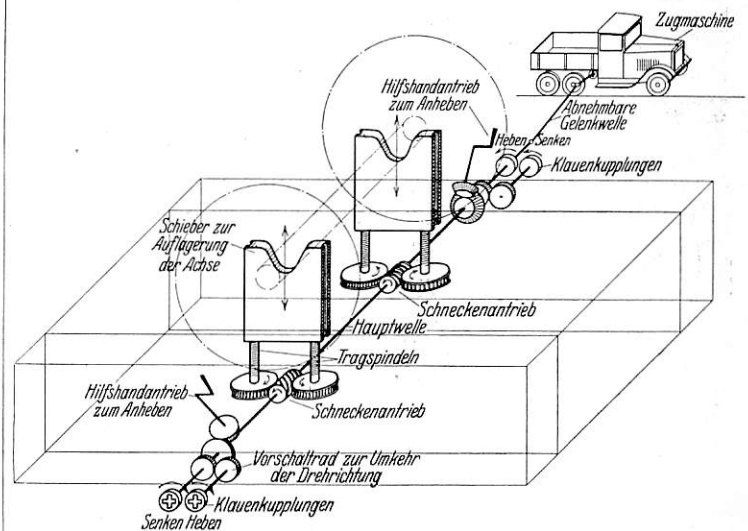 Zugmaschine
Hilfshandantrieb
zum Anheben
Abnehmbare
Gelenkwelle
Heben-Senken
Klauenkupplungen
Schieber zur
Auflagerung
der Achse
Schneckenantrieb
Hauptwelle
Tragspindeln
Hilfshandantrieb
zum Anheben
Schneckenantrieb
Vorschaltrad zur Umkehr
der Drehrichtung
Klauenkupplungen
Senken Heben